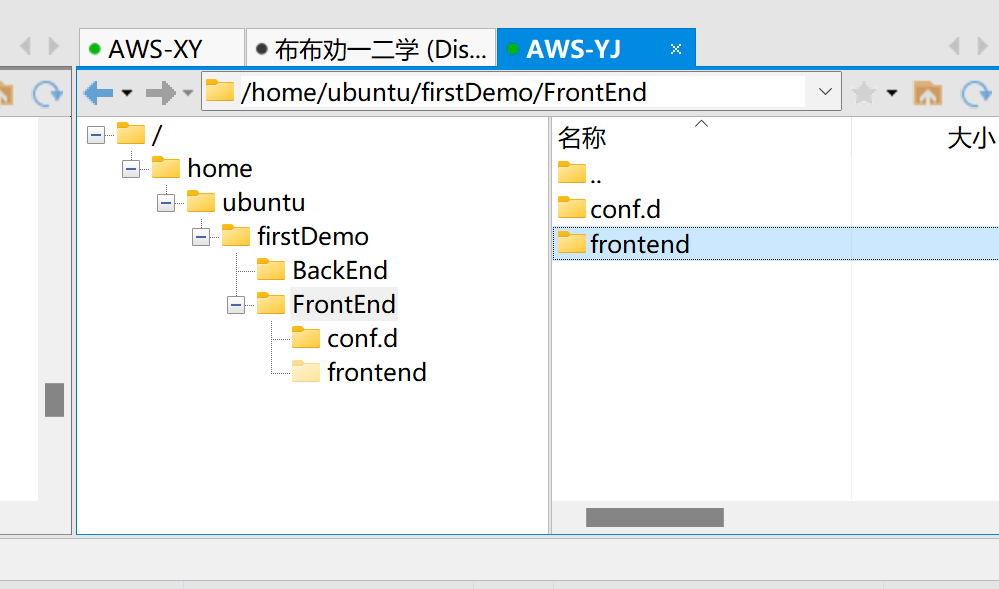 AWS-XY
布布劝一二学 (Dis...
AWS-YJ
/home/ubuntu/firstDemo/FrontEnd
/
home
ubuntu
firstDemo
BackEnd
FrontEnd
conf.d
frontend
名称
大小
..
conf.d
frontend